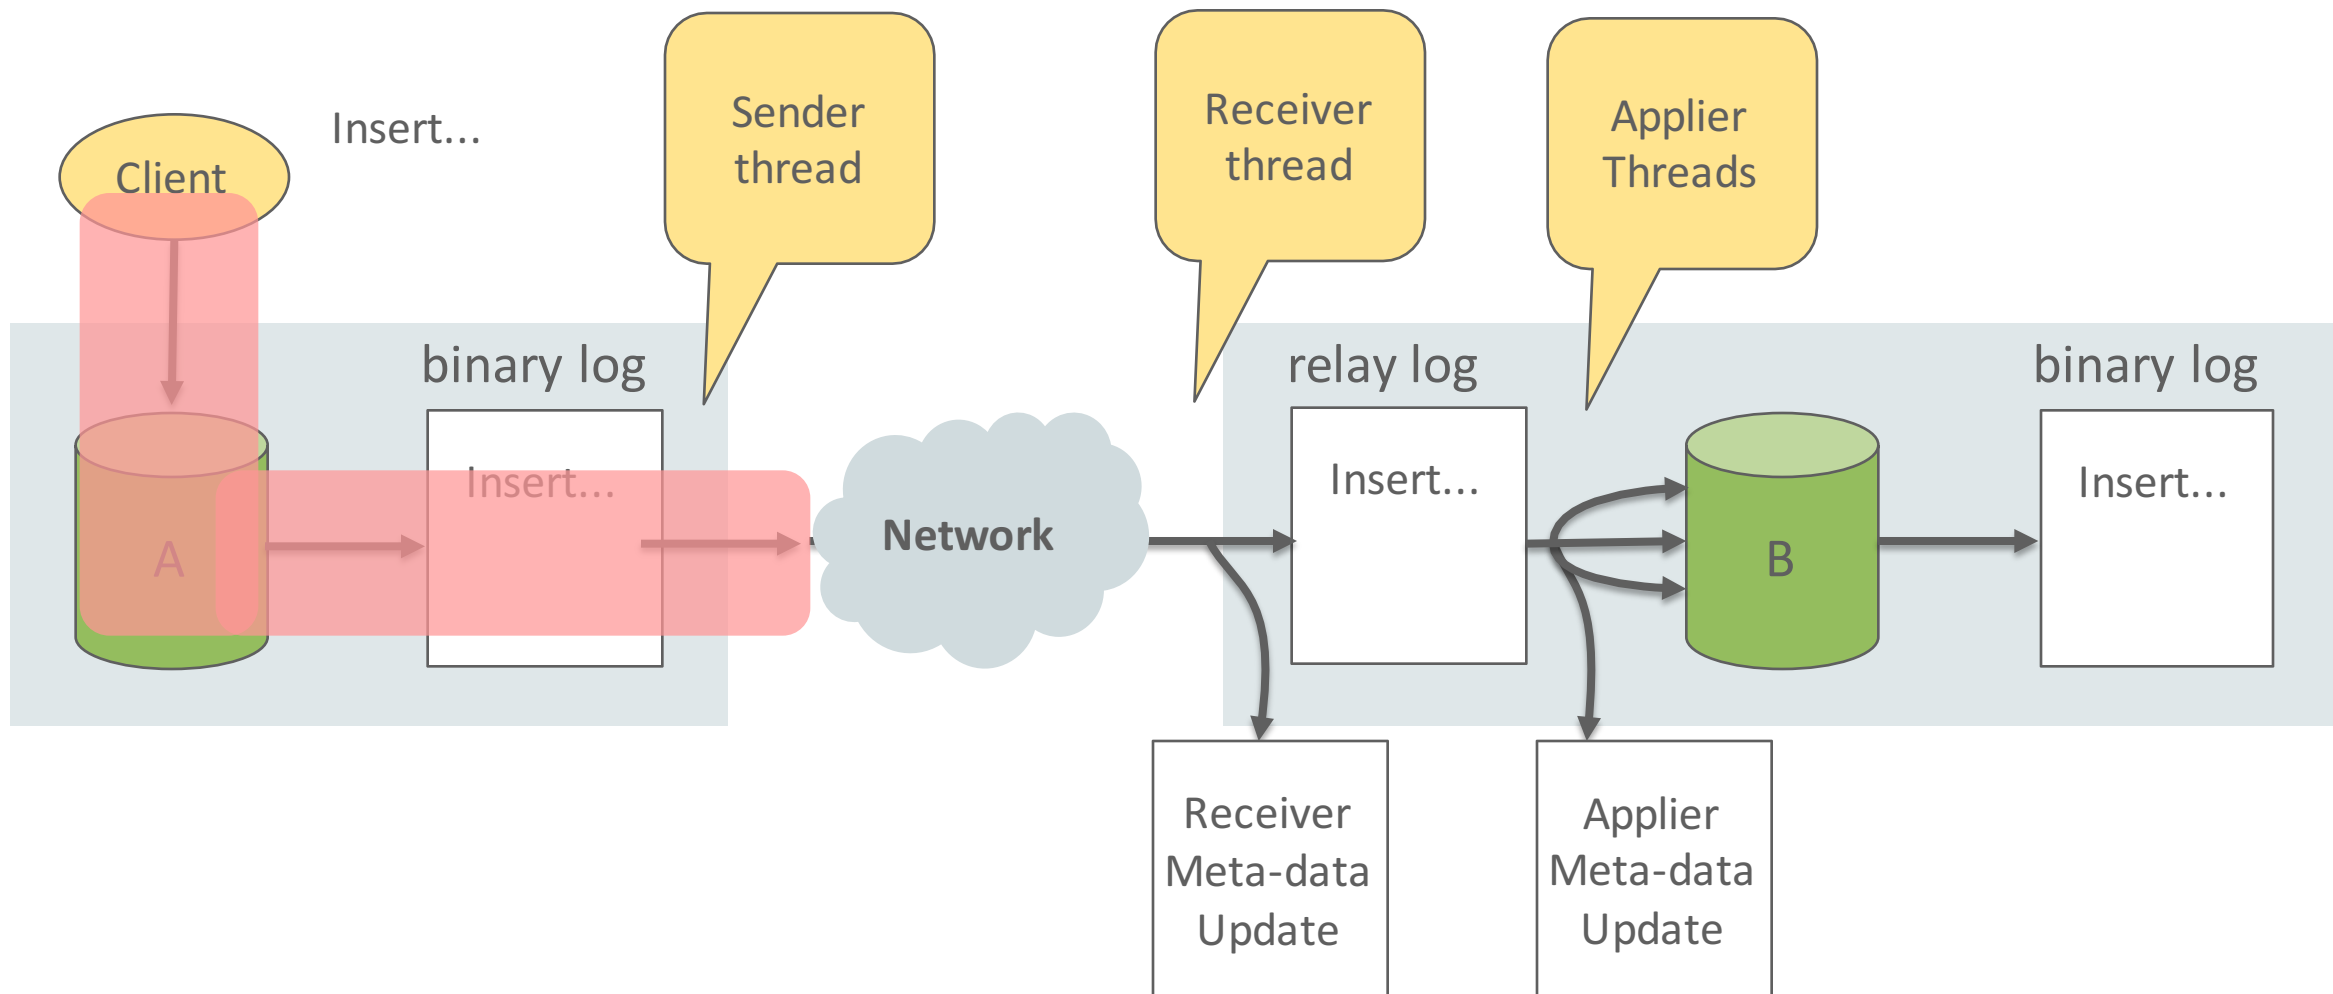 Client
Insert...
Sender
thread
Receiver
thread
Applier
Threads
binary log
Insert...
A
Network
relay log
Insert...
B
binary log
Insert...
Receiver
Meta-data
Update
Applier
Meta-data
Update